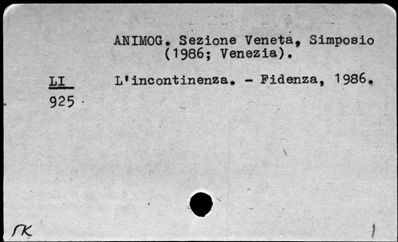 ANIMOG. Sezione Veneta, Simposio
(1986; Venezia).
LI L'incontinenza. - Fidenza, 1986.
925